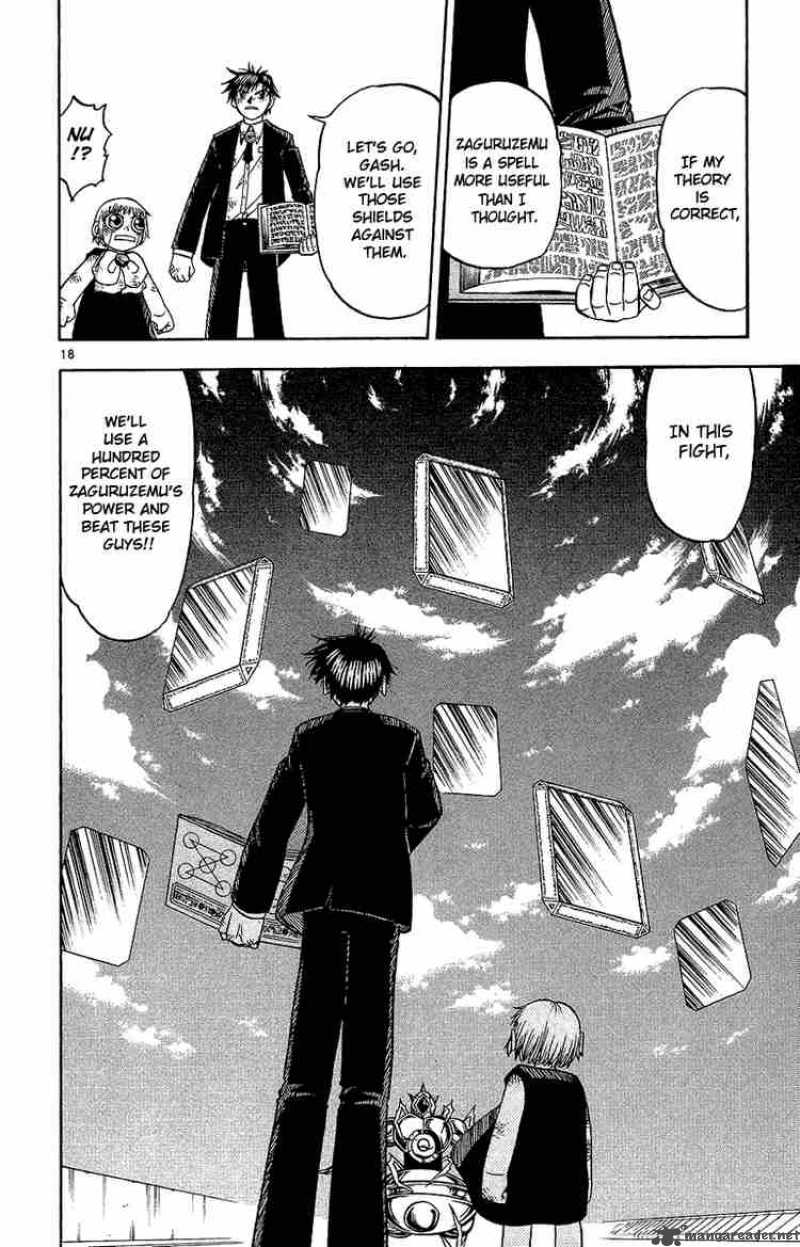 IF MY
THEORY
IS
CORRECT,
ZAGURUZEMU
IS A SPELL
MORE USEFUL
THAN I
THOUGHT.
LET'S GO,
GASH.
WE'LL USE
THOSE
SHIELDS
AGAINST
THEM.
NU
!?
18
IN THIS
FIGHT,
WE'LL
USE A
HUNDRED
PERCENT OF
ZAGURUZEMU'S
POWER AND
BEAT THESE
GUYS!!
mangareader.net